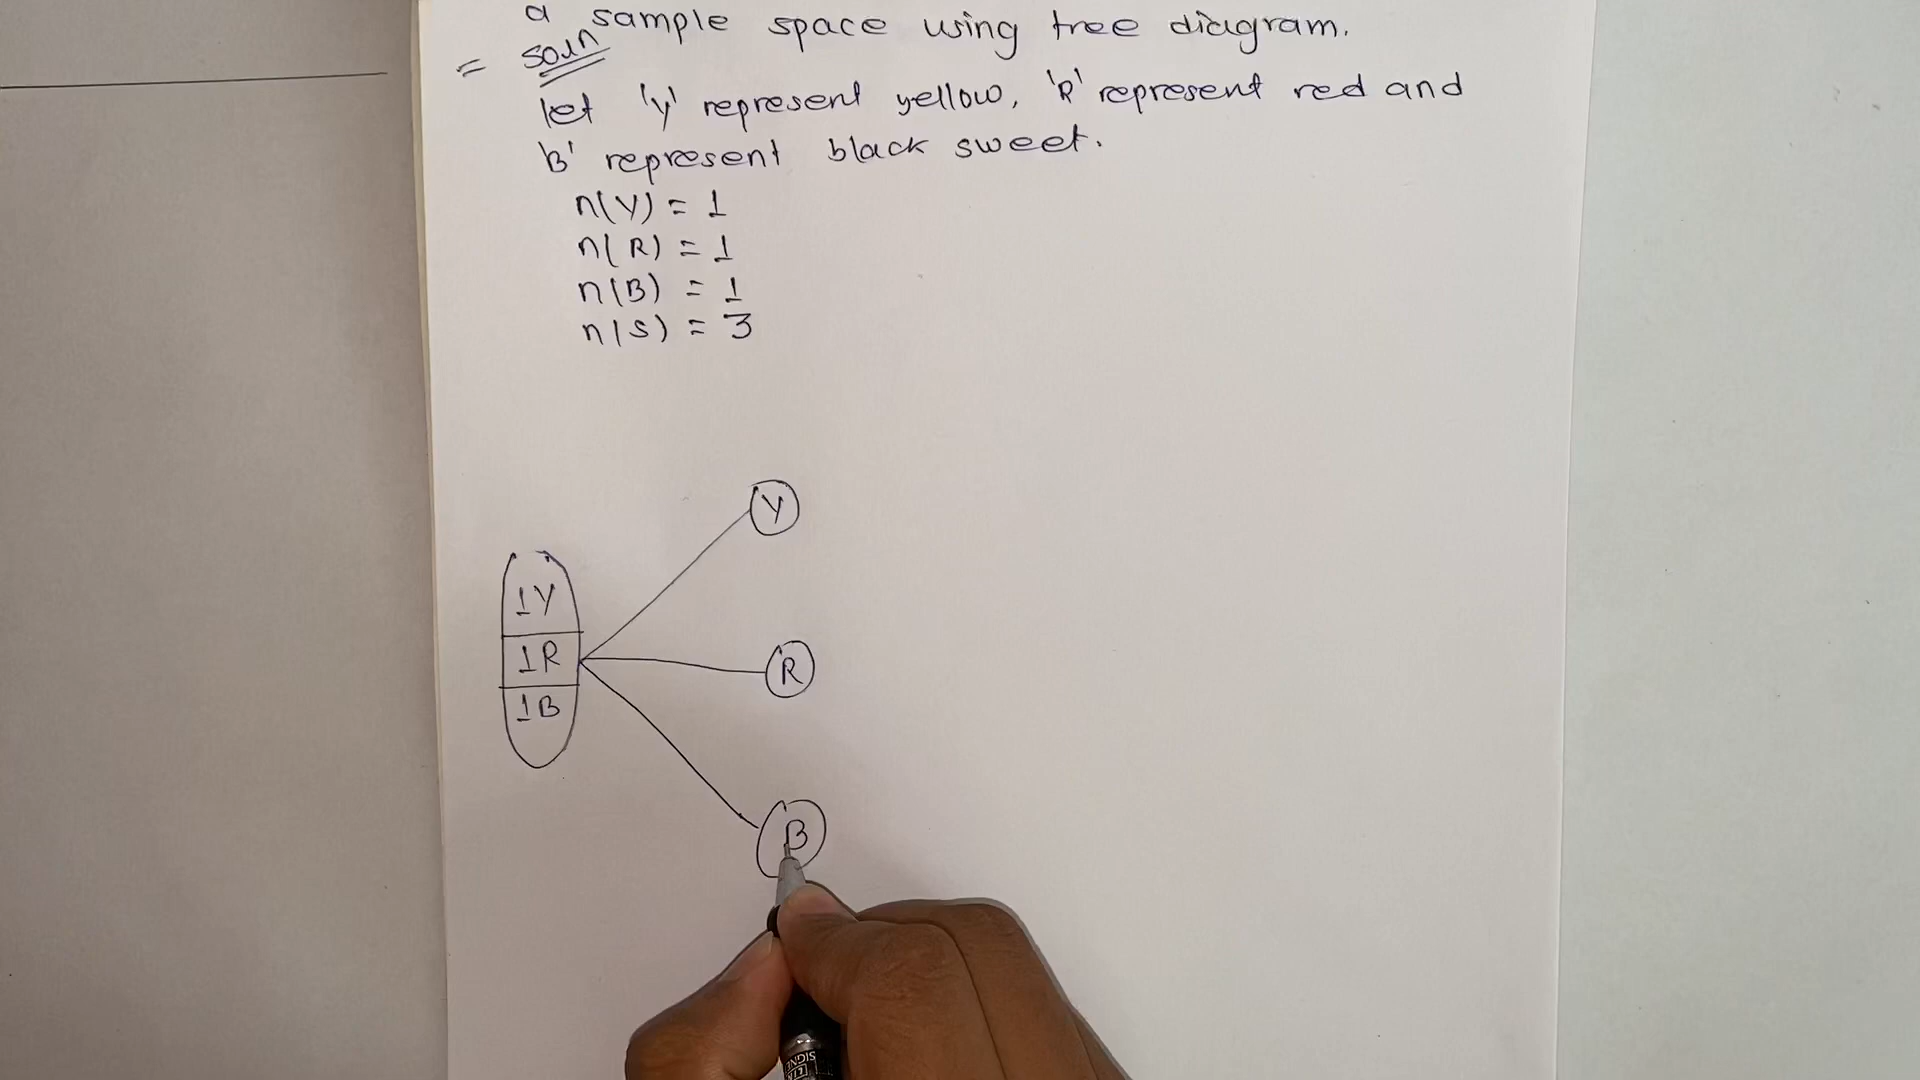 a sample space using tree diagram.
= soln
let 'y' represent yellow, 'R' represent red and
'B' represent black sweet.
n(Y) = 1
n(R) = 1
n(B) = 1
n(S) = 3
Y
1Y
1R
R
1B
B